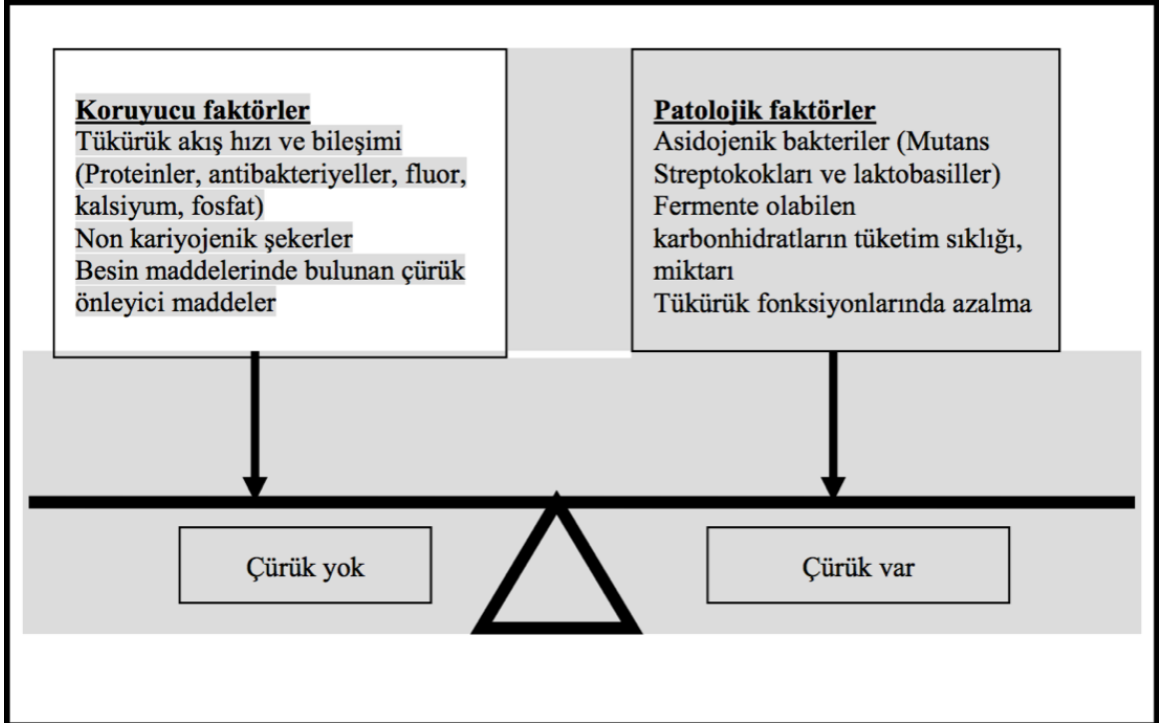 Koruyucu faktörler
Tükürük akış hızı ve bileşimi
(Proteinler, antibakteriyeller, fluor,
kalsiyum, fosfat)
Non kariyojenik şekerler
Besin maddelerinde bulunan çürük
önleyici maddeler
Patolojik faktörler
Asidojenik bakteriler (Mutans
Streptokokları ve laktobasiller)
Fermente olabilen
karbonhidratların tüketim sıklığı,
miktarı
Tükürük fonksiyonlarında azalma
Çürük yok
Çürük var